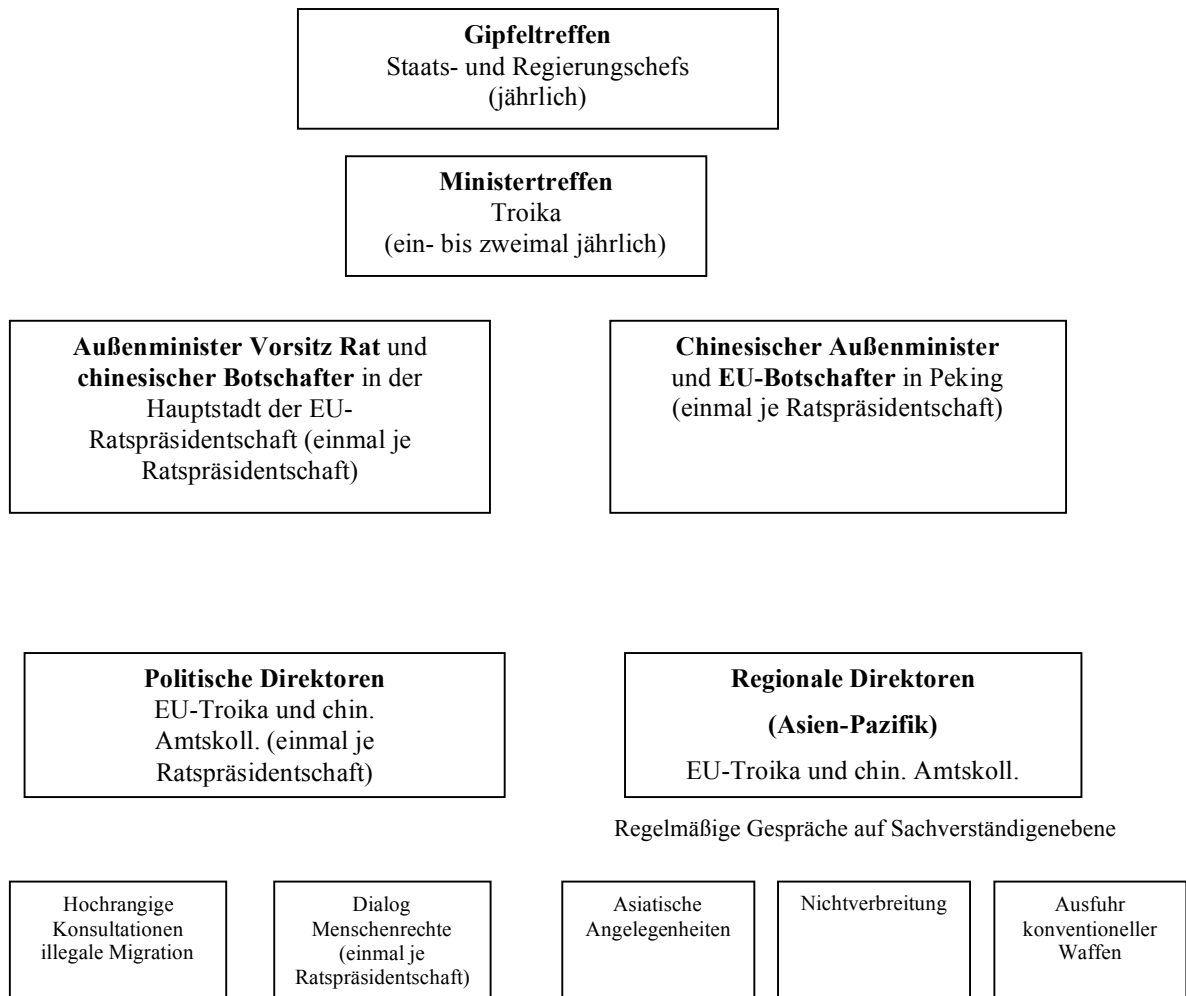 Gipfeltreffen
Staats- und Regierungschefs
(jährlich)
Ministertreffen
Troika
(ein- bis zweimal jährlich)
Außenminister Vorsitz Rat und
chinesischer Botschafter in der
Hauptstadt der EU-
Ratspräsidentschaft (einmal je
Ratspräsidentschaft)
Chinesischer Außenminister
und EU-Botschafter in Peking
(einmal je Ratspräsidentschaft)
Politische Direktoren
EU-Troika und chin.
Amtskoll. (einmal je
Ratspräsidentschaft)
Regionale Direktoren
(Asien-Pazifik)
EU-Troika und chin. Amtskoll.
Regelmäßige Gespräche auf Sachverständigenebene
Hochrangige
Konsultationen
illegale Migration
Dialog
Menschenrechte
(einmal je
Ratspräsidentschaft)
Asiatische
Angelegenheiten
Nichtverbreitung
Ausfuhr
konventioneller
Waffen